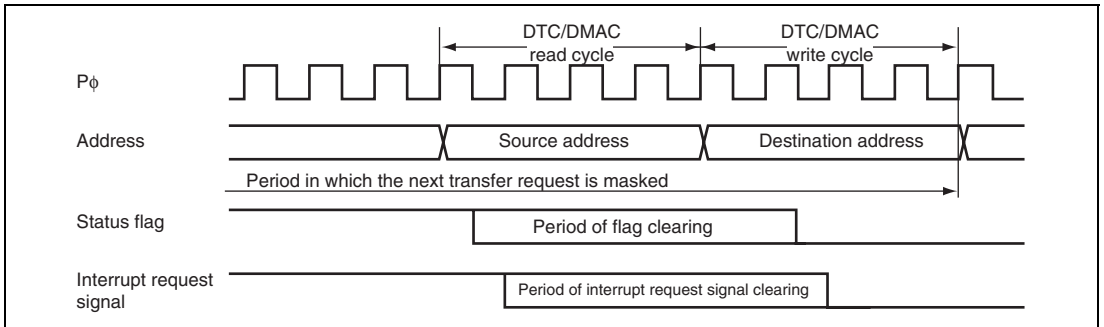 DTC/DMAC
read cycle
DTC/DMAC
write cycle
Pϕ
Address
Source address
Destination address
Period in which the next transfer request is masked
Status flag
Period of flag clearing
Interrupt request
signal
Period of interrupt request signal clearing